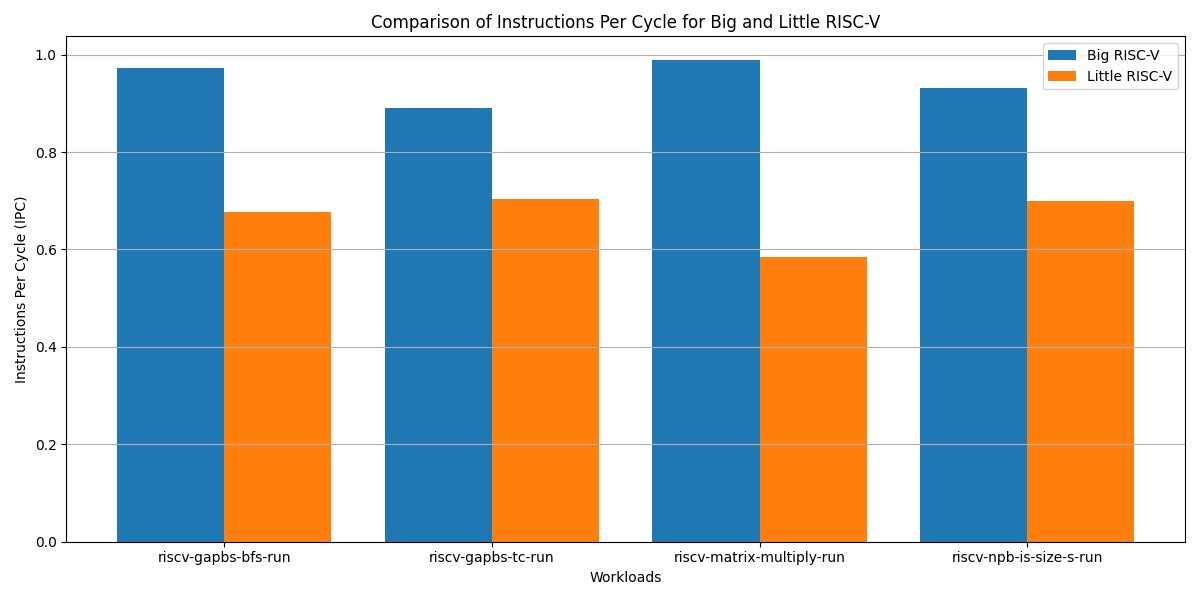 Comparison of Instructions Per Cycle for Big and Little RISC-V
Big RISC-V
Little RISC-V
Instructions Per Cycle (IPC)
1.0
0.8
0.6
0.4
0.2
0.0
riscv-gapbs-bfs-run riscv-gapbs-tc-run riscv-matrix-multiply-run riscv-npb-is-size-s-run
Workloads